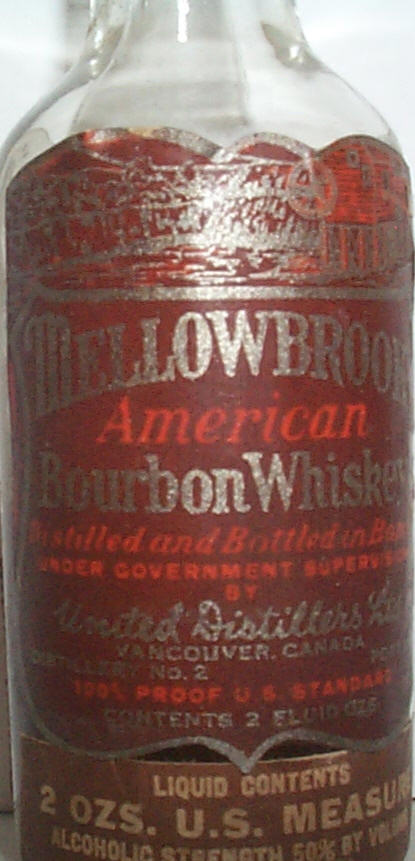 MELLOWBROOK
American
Bourbon Whiskey
Distilled and Bottled in Bond
UNDER GOVERNMENT SUPERVISION
BY
United Distillers Ltd
VANCOUVER, CANADA
DISTILLERY No. 2
100% PROOF U.S. STANDARD
CONTENTS 2 FLUID OZS.
LIQUID CONTENTS
2 OZS. U.S. MEASURE
ALCOHOLIC STRENGTH 50% BY VOLUME